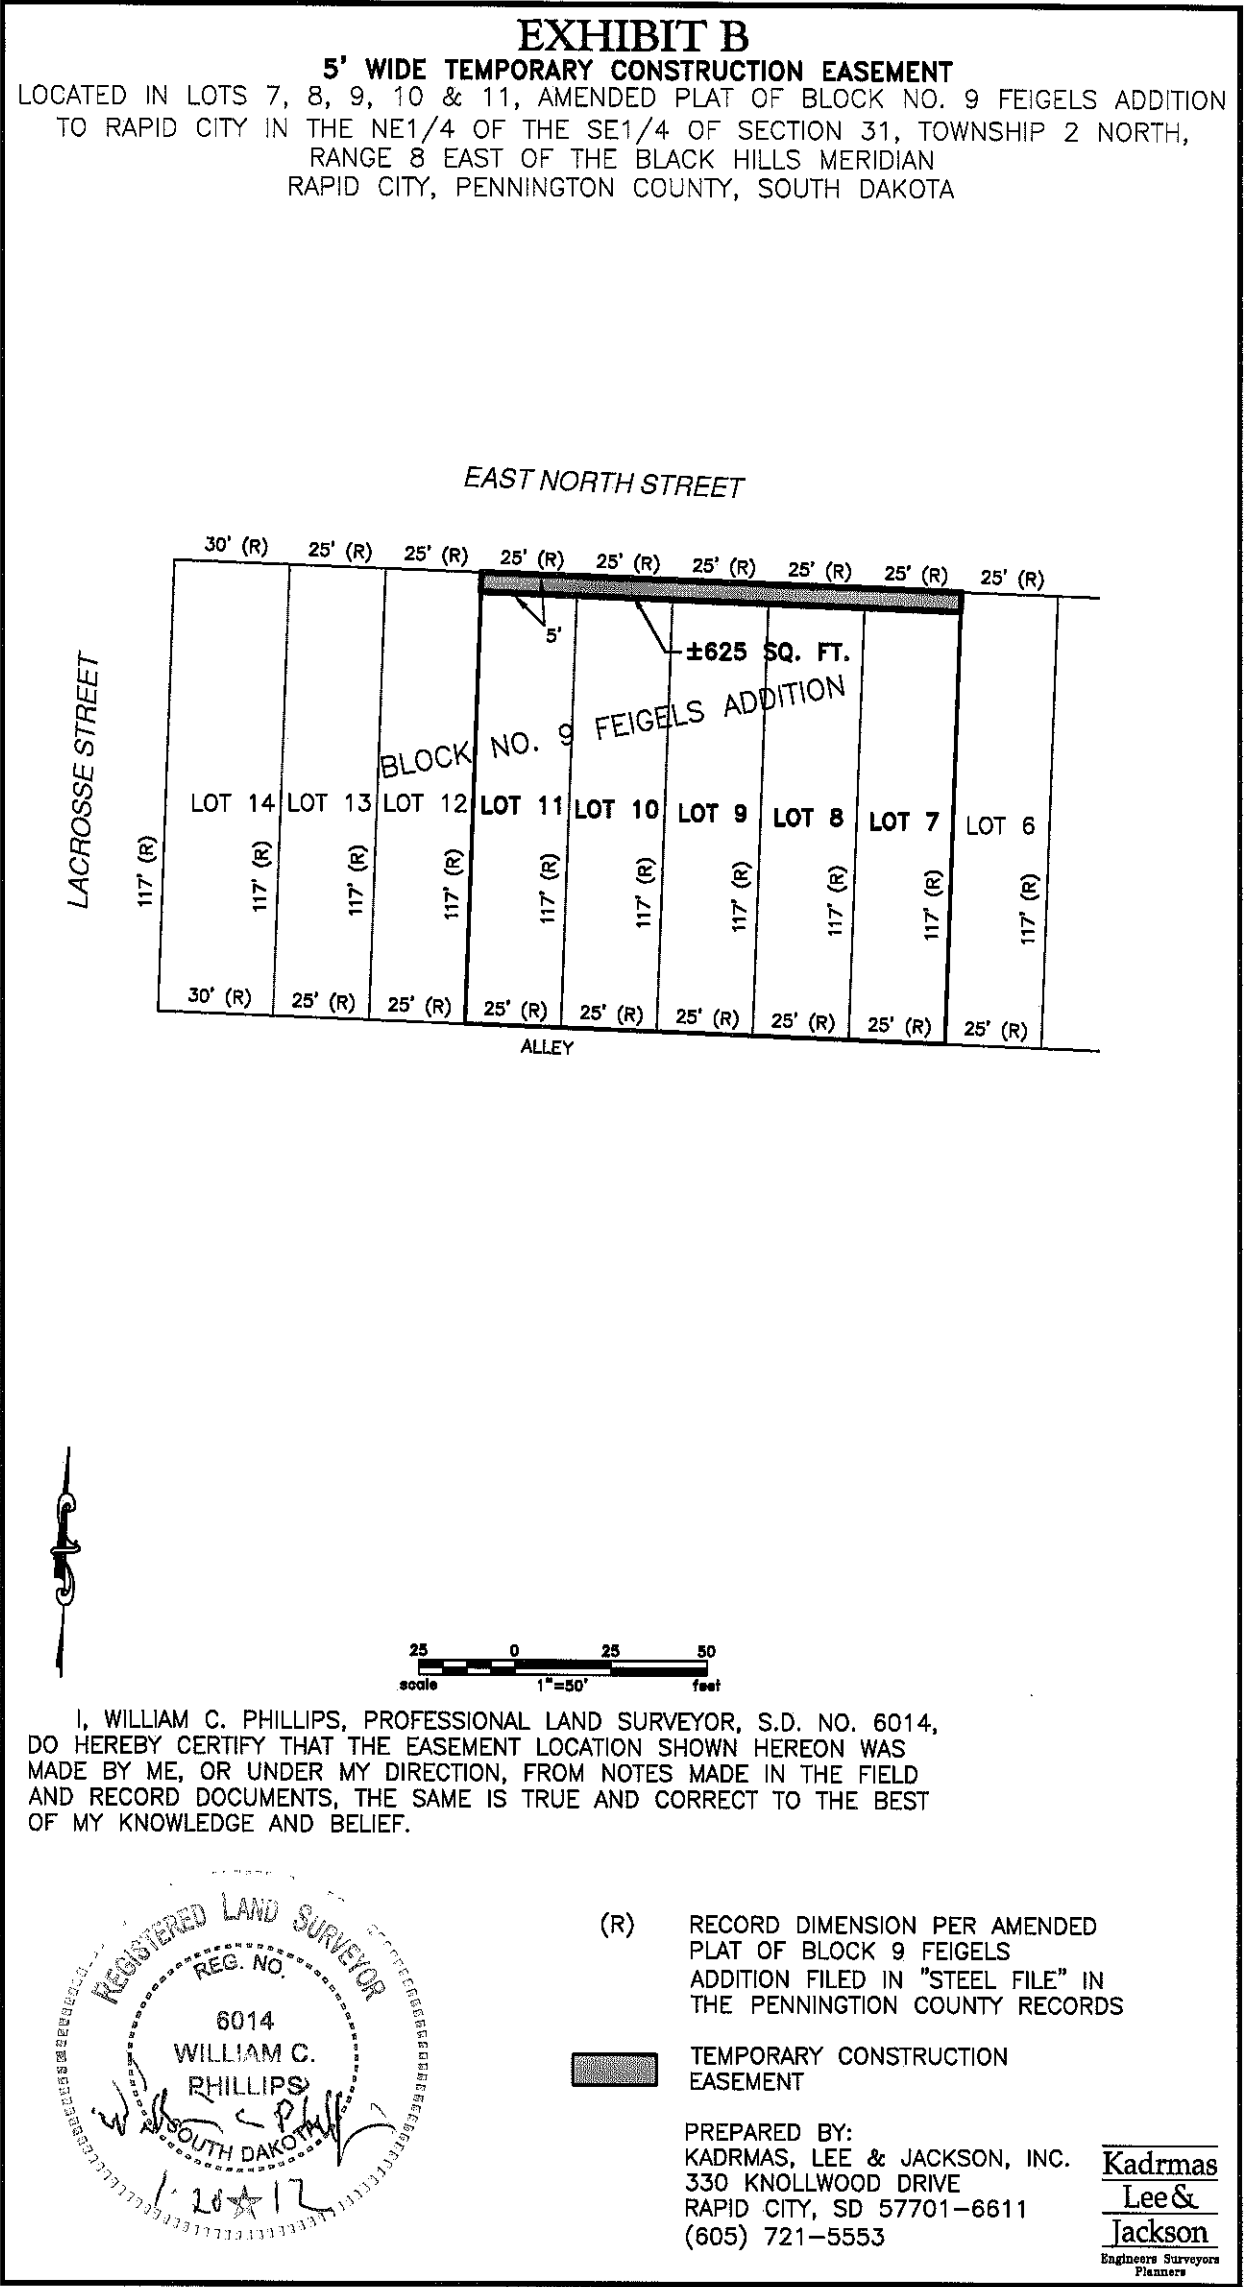 EXHIBIT B
5' WIDE TEMPORARY CONSTRUCTION EASEMENT
LOCATED IN LOTS 7, 8, 9, 10 & 11, AMENDED PLAT OF BLOCK NO. 9 FEIGELS ADDITION
TO RAPID CITY IN THE NE1/4 OF THE SE1/4 OF SECTION 31, TOWNSHIP 2 NORTH,
RANGE 8 EAST OF THE BLACK HILLS MERIDIAN
RAPID CITY, PENNINGTON COUNTY, SOUTH DAKOTA
EAST NORTH STREET
30' (R) 25' (R) 25' (R) 25' (R) 25' (R) 25' (R) 25' (R) 25' (R) 25' (R)
5'
±625 SQ. FT.
BLOCK NO. 9 FEIGELS ADDITION
LACROSSE STREET
LOT 14 LOT 13 LOT 12 LOT 11 LOT 10 LOT 9 LOT 8 LOT 7 LOT 6
117' (R) 117' (R) 117' (R) 117' (R) 117' (R) 117' (R) 117' (R) 117' (R) 117' (R) 117' (R)
30' (R) 25' (R) 25' (R) 25' (R) 25' (R) 25' (R) 25' (R) 25' (R) 25' (R)
ALLEY
25 0 25 50
scale 1"=50' feet
I, WILLIAM C. PHILLIPS, PROFESSIONAL LAND SURVEYOR, S.D. NO. 6014,
DO HEREBY CERTIFY THAT THE EASEMENT LOCATION SHOWN HEREON WAS
MADE BY ME, OR UNDER MY DIRECTION, FROM NOTES MADE IN THE FIELD
AND RECORD DOCUMENTS, THE SAME IS TRUE AND CORRECT TO THE BEST
OF MY KNOWLEDGE AND BELIEF.
REGISTERED LAND SURVEYOR
REG. NO.
6014
WILLIAM C.
PHILLIPS
SOUTH DAKOTA
1·20 12
(R) RECORD DIMENSION PER AMENDED
PLAT OF BLOCK 9 FEIGELS
ADDITION FILED IN "STEEL FILE" IN
THE PENNINGTION COUNTY RECORDS
TEMPORARY CONSTRUCTION
EASEMENT
PREPARED BY:
KADRMAS, LEE & JACKSON, INC.
330 KNOLLWOOD DRIVE
RAPID CITY, SD 57701-6611
(605) 721-5553
Kadrmas
Lee &
Jackson
Engineers Surveyors
Planners